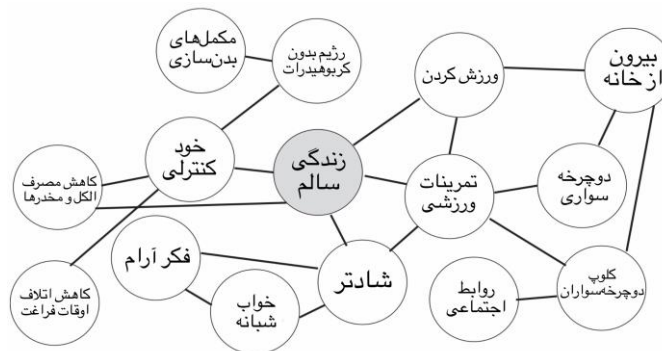 مکمل‌های
بدن‌سازی
رژیم بدون
کربوهیدرات
ورزش کردن
بیرون
از خانه
خود
کنترلی
زندگی
سالم
تمرینات
ورزشی
دوچرخه
سواری
کاهش مصرف
الکل و مخدرها
فکر آرام
شادتر
کاهش اتلاف
اوقات فراغت
خواب
شبانه
روابط
اجتماعی
کلوپ
دوچرخه‌سواران